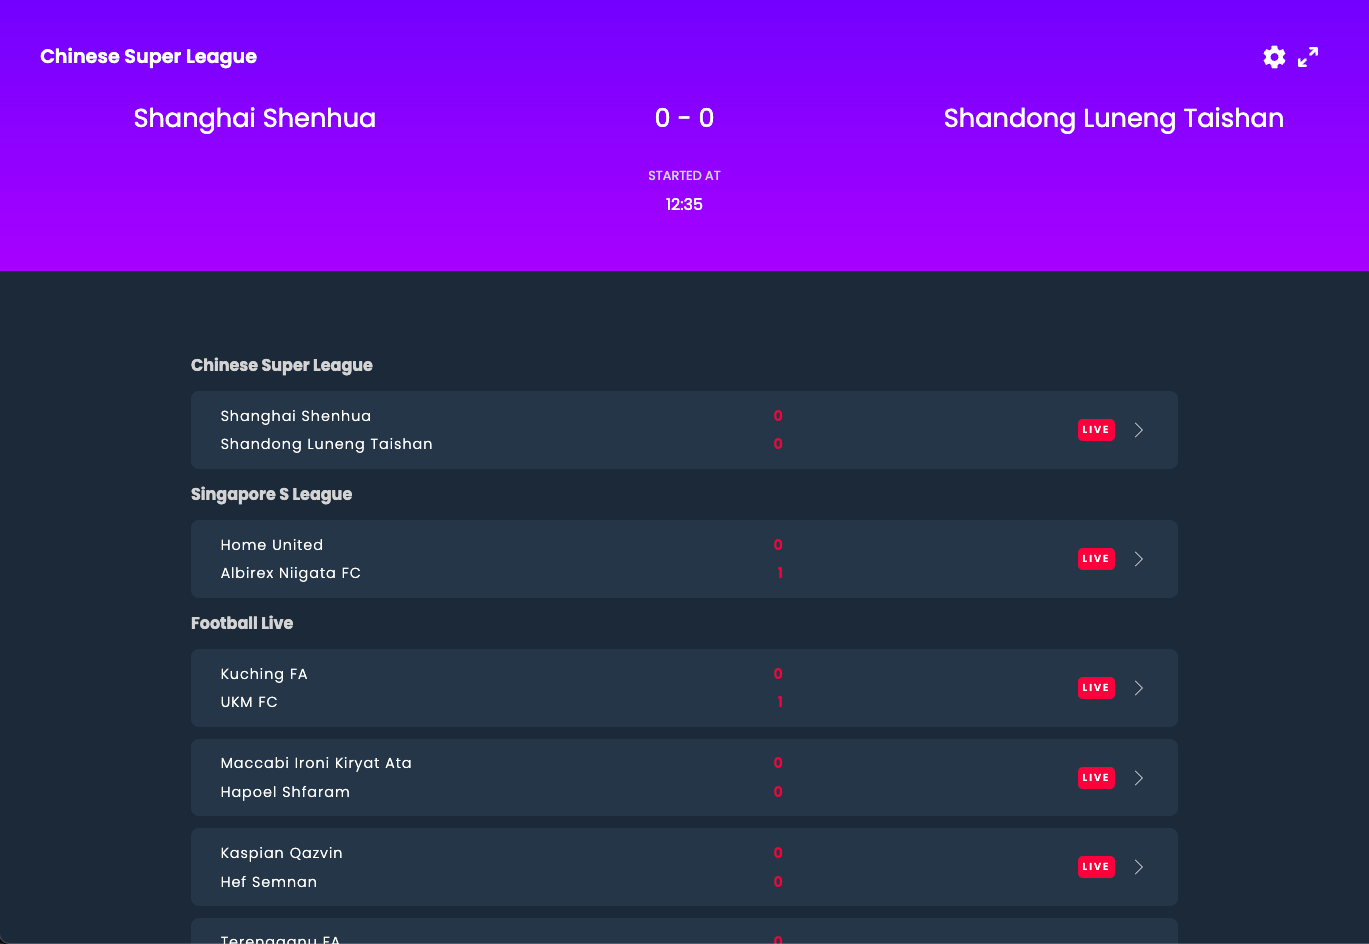 Chinese Super League
Shanghai Shenhua 0 - 0 Shandong Luneng Taishan
STARTED AT
12:35
Chinese Super League
Shanghai Shenhua 0
Shandong Luneng Taishan 0
LIVE
Singapore S League
Home United 0
Albirex Niigata FC 1
LIVE
Football Live
Kuching FA 0
UKM FC 1
LIVE
Maccabi Ironi Kiryat Ata 0
Hapoel Shfaram 0
LIVE
Kaspian Qazvin 0
Hef Semnan 0
LIVE
Terengganu FA 0